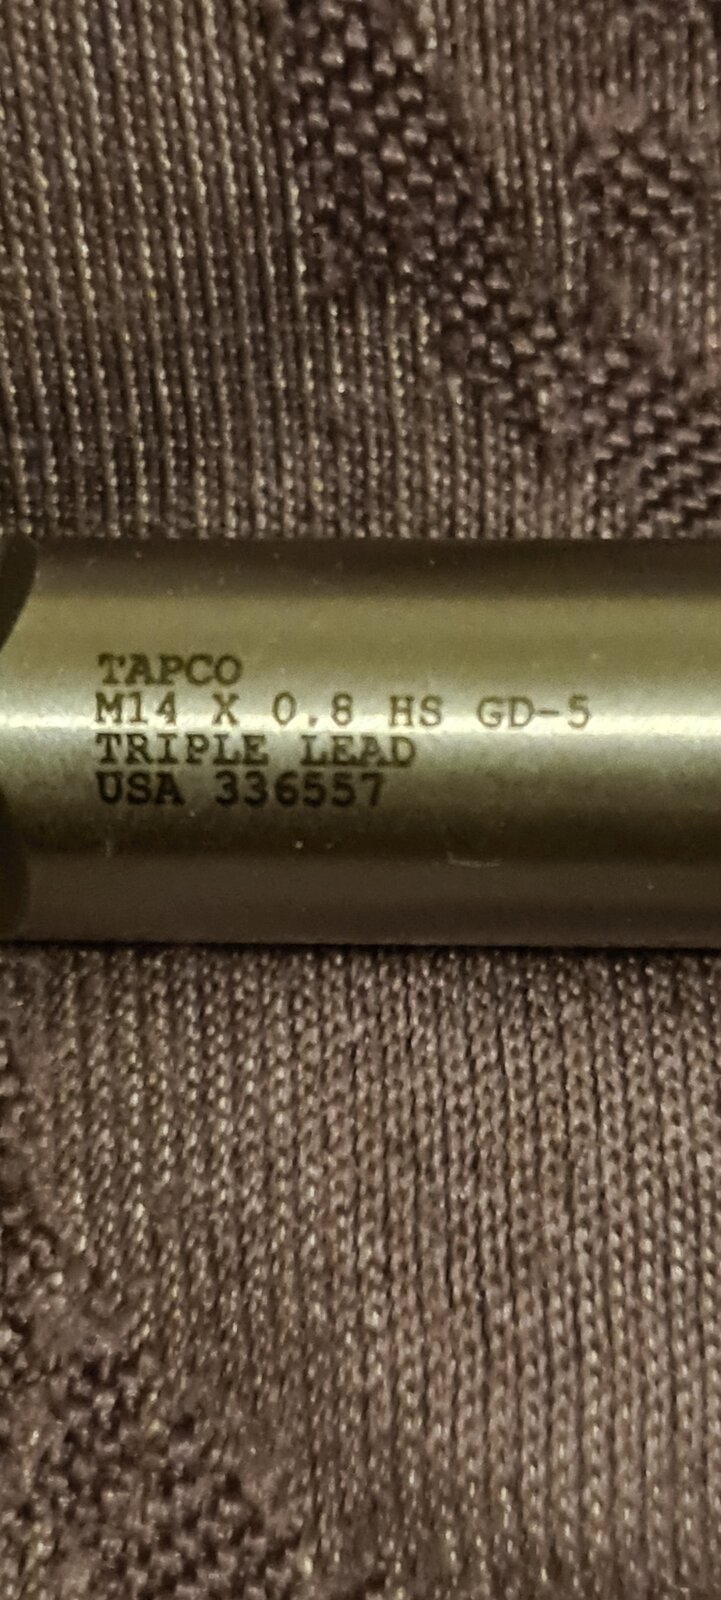 TAPCO
M14 X 0.8 HS GD-5
TRIPLE LEAD
USA 336557